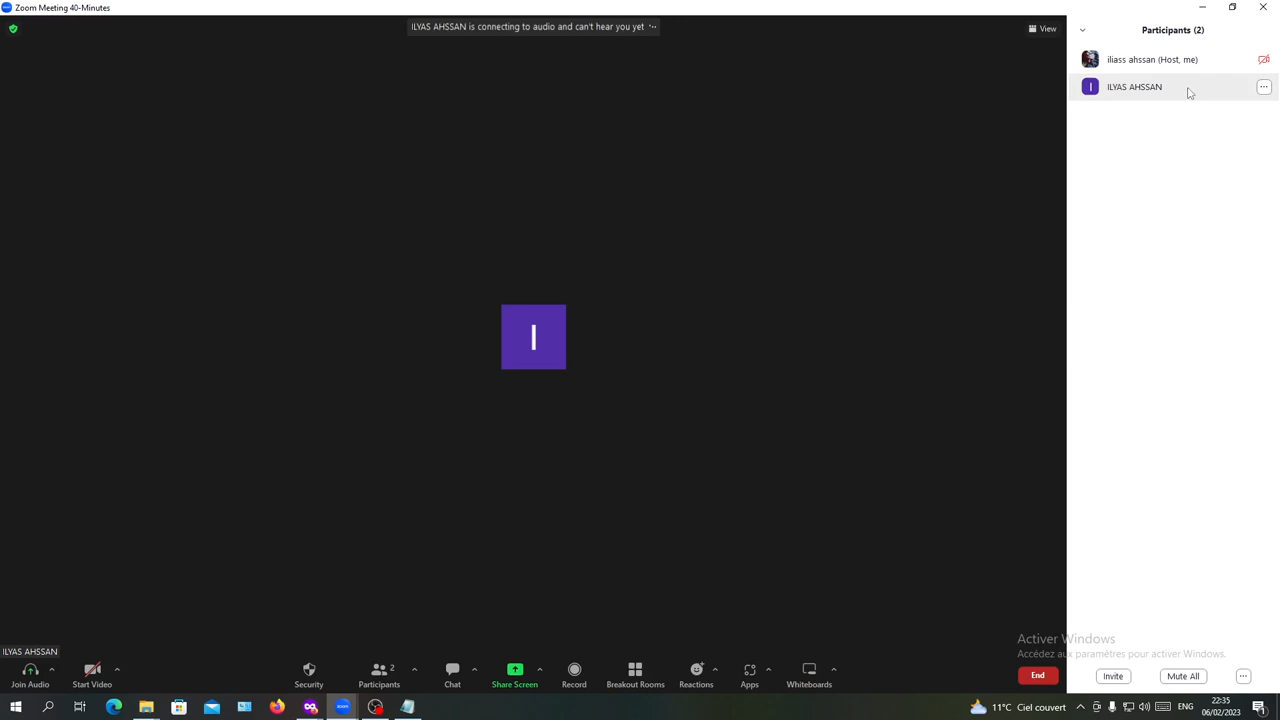 Zoom Meeting 40-Minutes
ILYAS AHSSAN is connecting to audio and can't hear you yet ...
View
Participants (2)
iliass ahssan (Host, me)
I
ILYAS AHSSAN
...
I
ILYAS AHSSAN
Activer Windows
Accédez aux paramètres pour activer Windows.
Join Audio
Start Video
Security
2
Participants
Chat
Share Screen
Record
Breakout Rooms
Reactions
Apps
Whiteboards
End
Invite
Mute All
...
zoom
11°C Ciel couvert
ENG
22:35
06/02/2023
1